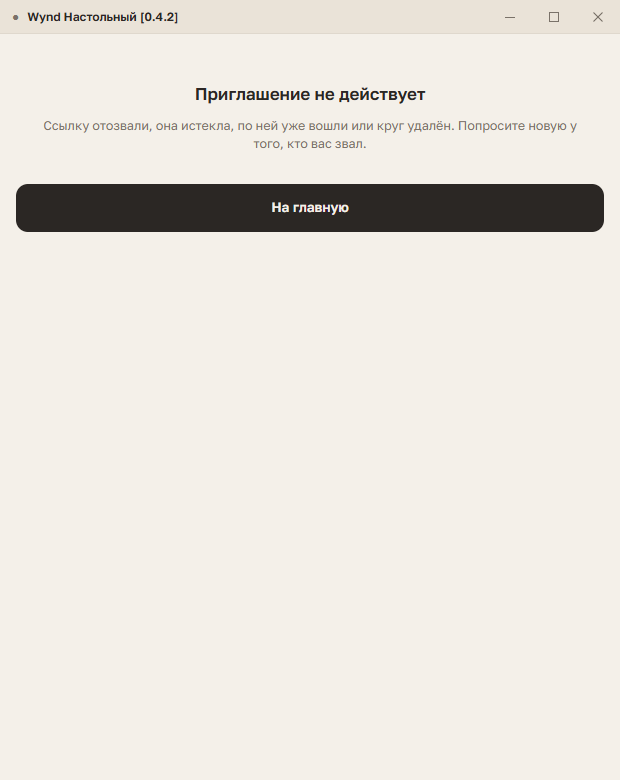 Wynd Настольный [0.4.2]
Приглашение не действует
Ссылку отозвали, она истекла, по ней уже вошли или круг удалён. Попросите новую у
того, кто вас звал.
На главную